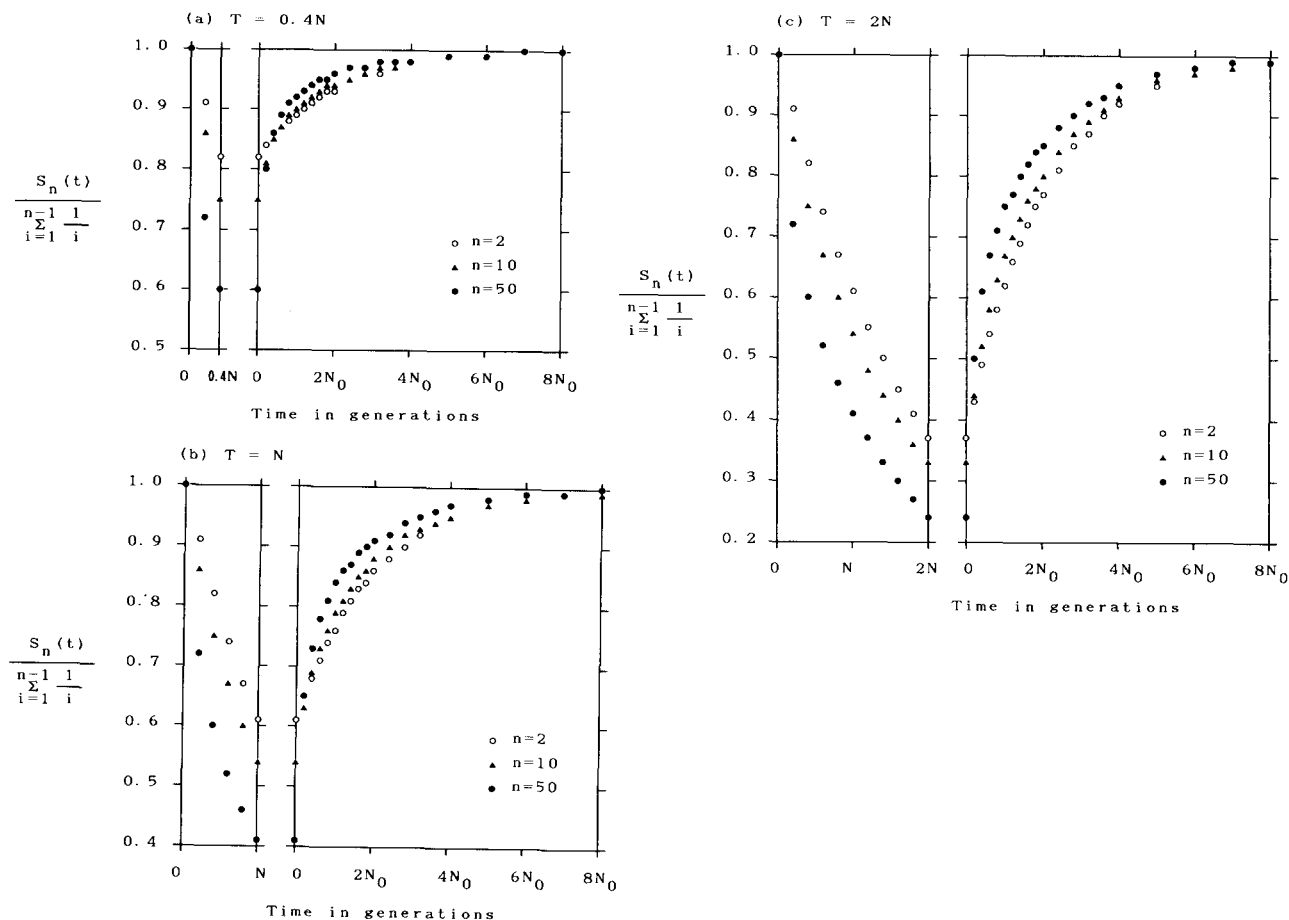 (a) T = 0.4N
1.0
0.9
0.8
0.7
0.6
0.5
S_n(t)
n-1
Σ
i=1
1
i
n=2
n=10
n=50
0
0.4N
0
2N₀
4N₀
6N₀
8N₀
Time in generations
(b) T = N
1.0
0.9
0.8
0.7
0.6
0.5
0.4
S_n(t)
n-1
Σ
i=1
1
i
n=2
n=10
n=50
0
N
0
2N₀
4N₀
6N₀
8N₀
Time in generations
(c) T = 2N
1.0
0.9
0.8
0.7
0.6
0.5
0.4
0.3
0.2
S_n(t)
n-1
Σ
i=1
1
i
n=2
n=10
n=50
0
N
2N
0
2N₀
4N₀
6N₀
8N₀
Time in generations